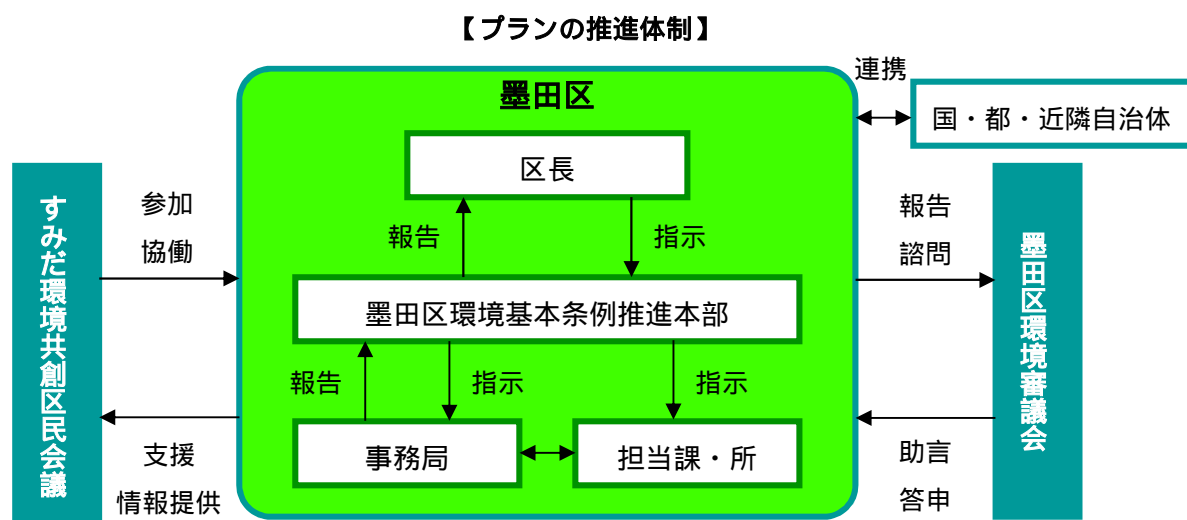 【プランの推進体制】
墨田区
連携
国・都・近隣自治体
区長
すみだ環境共創区民会議
参加
協働
報告
指示
報告
諮問
墨田区環境審議会
墨田区環境基本条例推進本部
報告
指示
指示
支援
情報提供
事務局
担当課・所
助言
答申